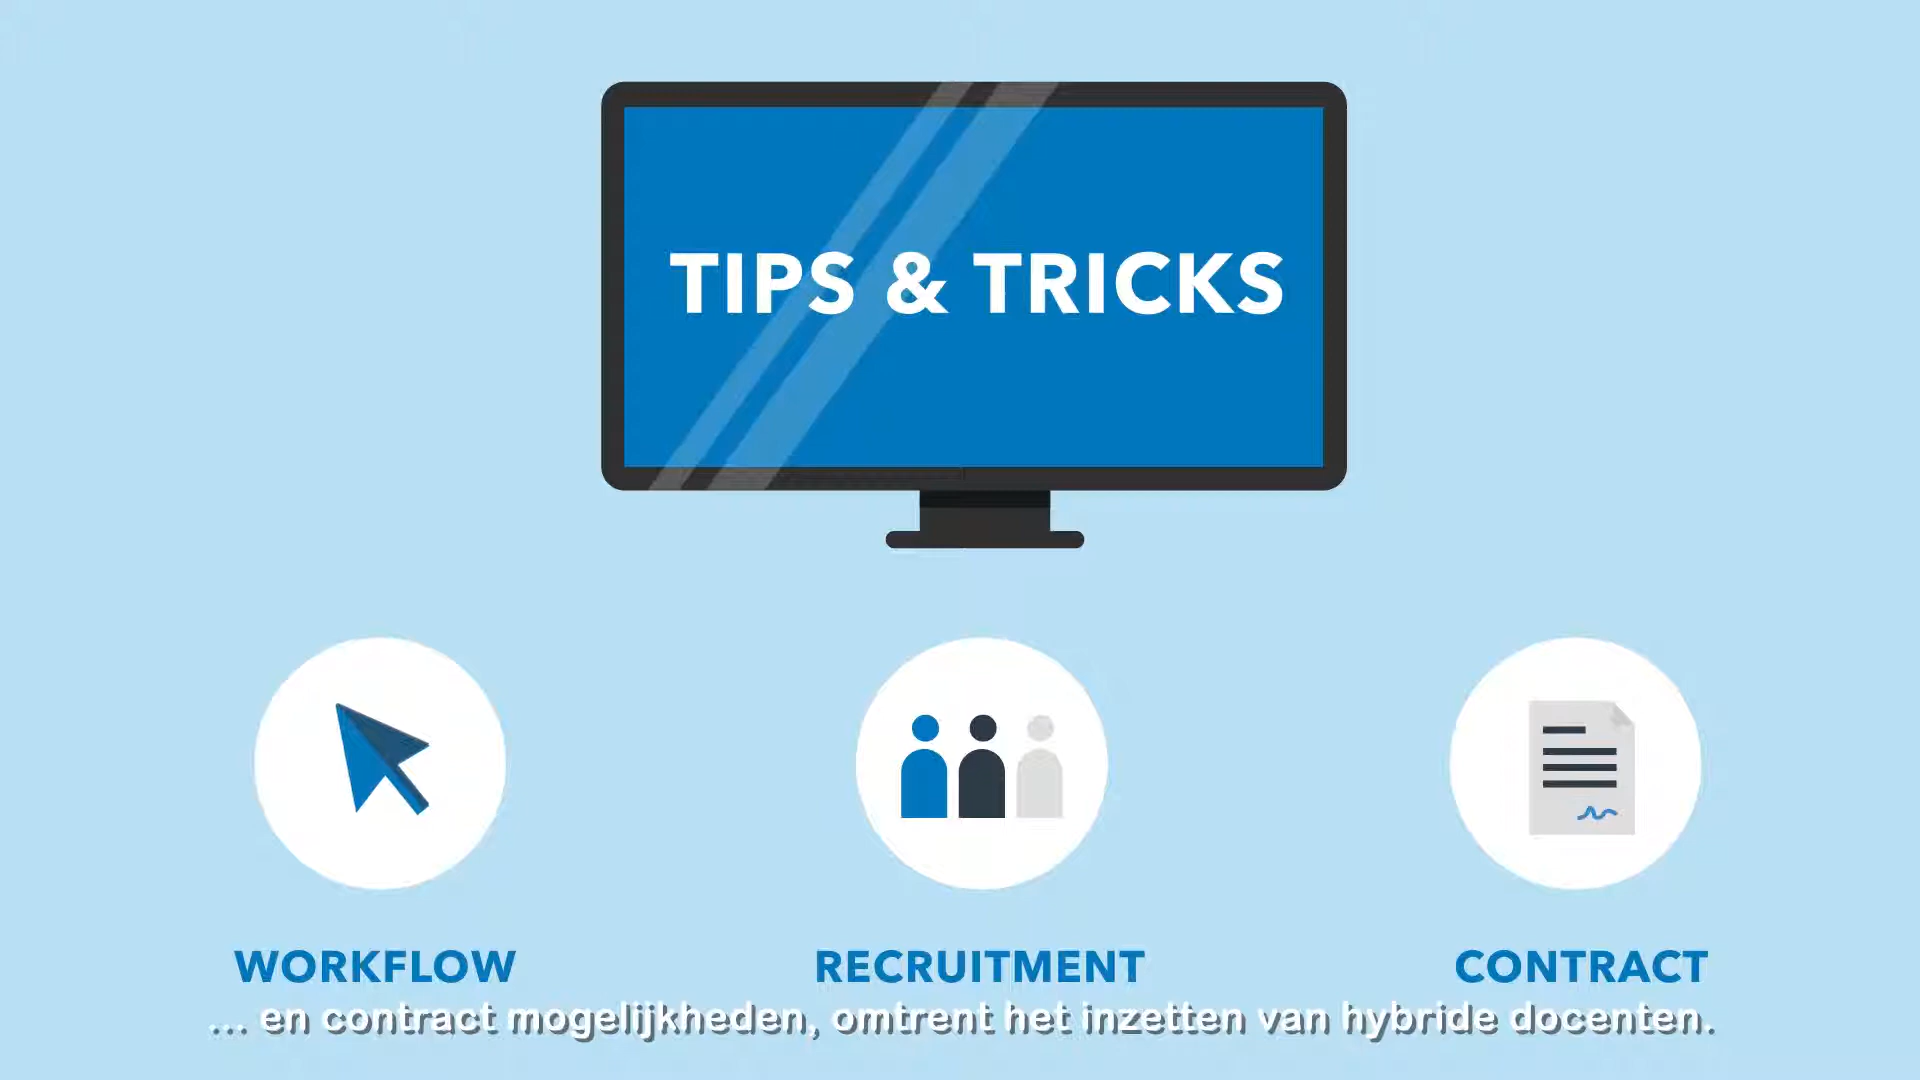 TIPS & TRICKS
WORKFLOW
RECRUITMENT
CONTRACT
... en contract mogelijkheden, omtrent het inzetten van hybride docenten.